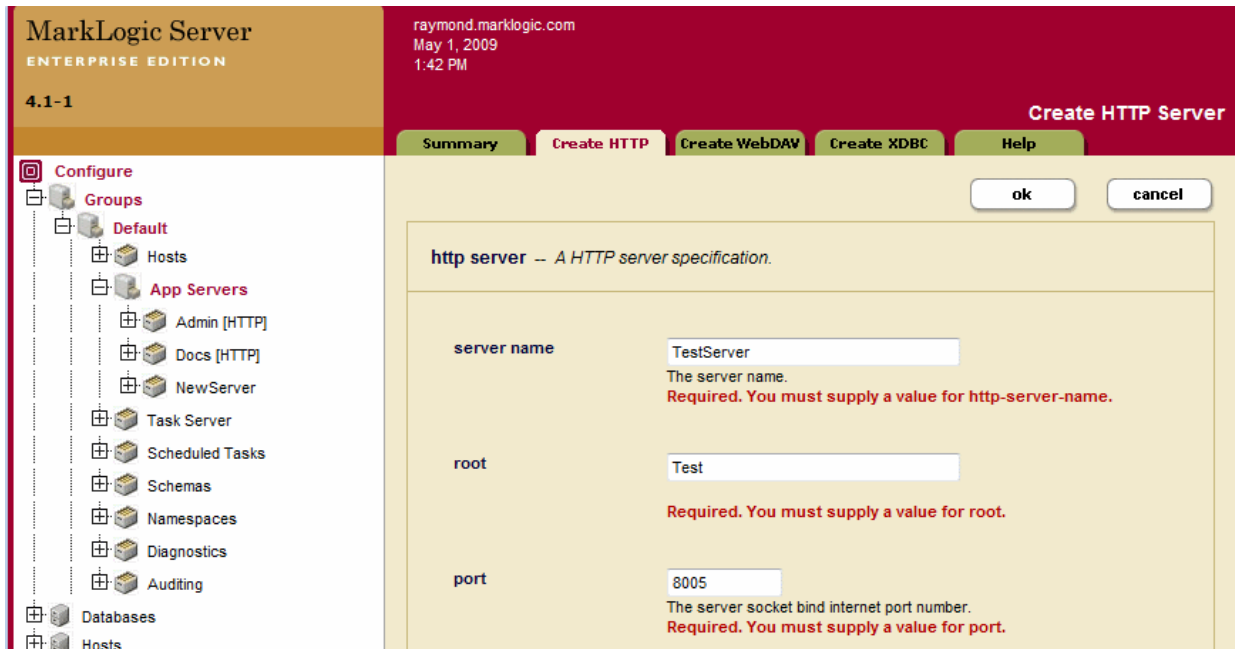 MarkLogic Server
ENTERPRISE EDITION
4.1-1
raymond.marklogic.com
May 1, 2009
1:42 PM
Create HTTP Server
Summary
Create HTTP
Create WebDAV
Create XDBC
Help
Configure
Groups
Default
Hosts
App Servers
Admin [HTTP]
Docs [HTTP]
NewServer
Task Server
Scheduled Tasks
Schemas
Namespaces
Diagnostics
Auditing
Databases
Hosts
ok
cancel
http server -- A HTTP server specification.
server name
TestServer
The server name.
Required. You must supply a value for http-server-name.
root
Test
Required. You must supply a value for root.
port
8005
The server socket bind internet port number.
Required. You must supply a value for port.